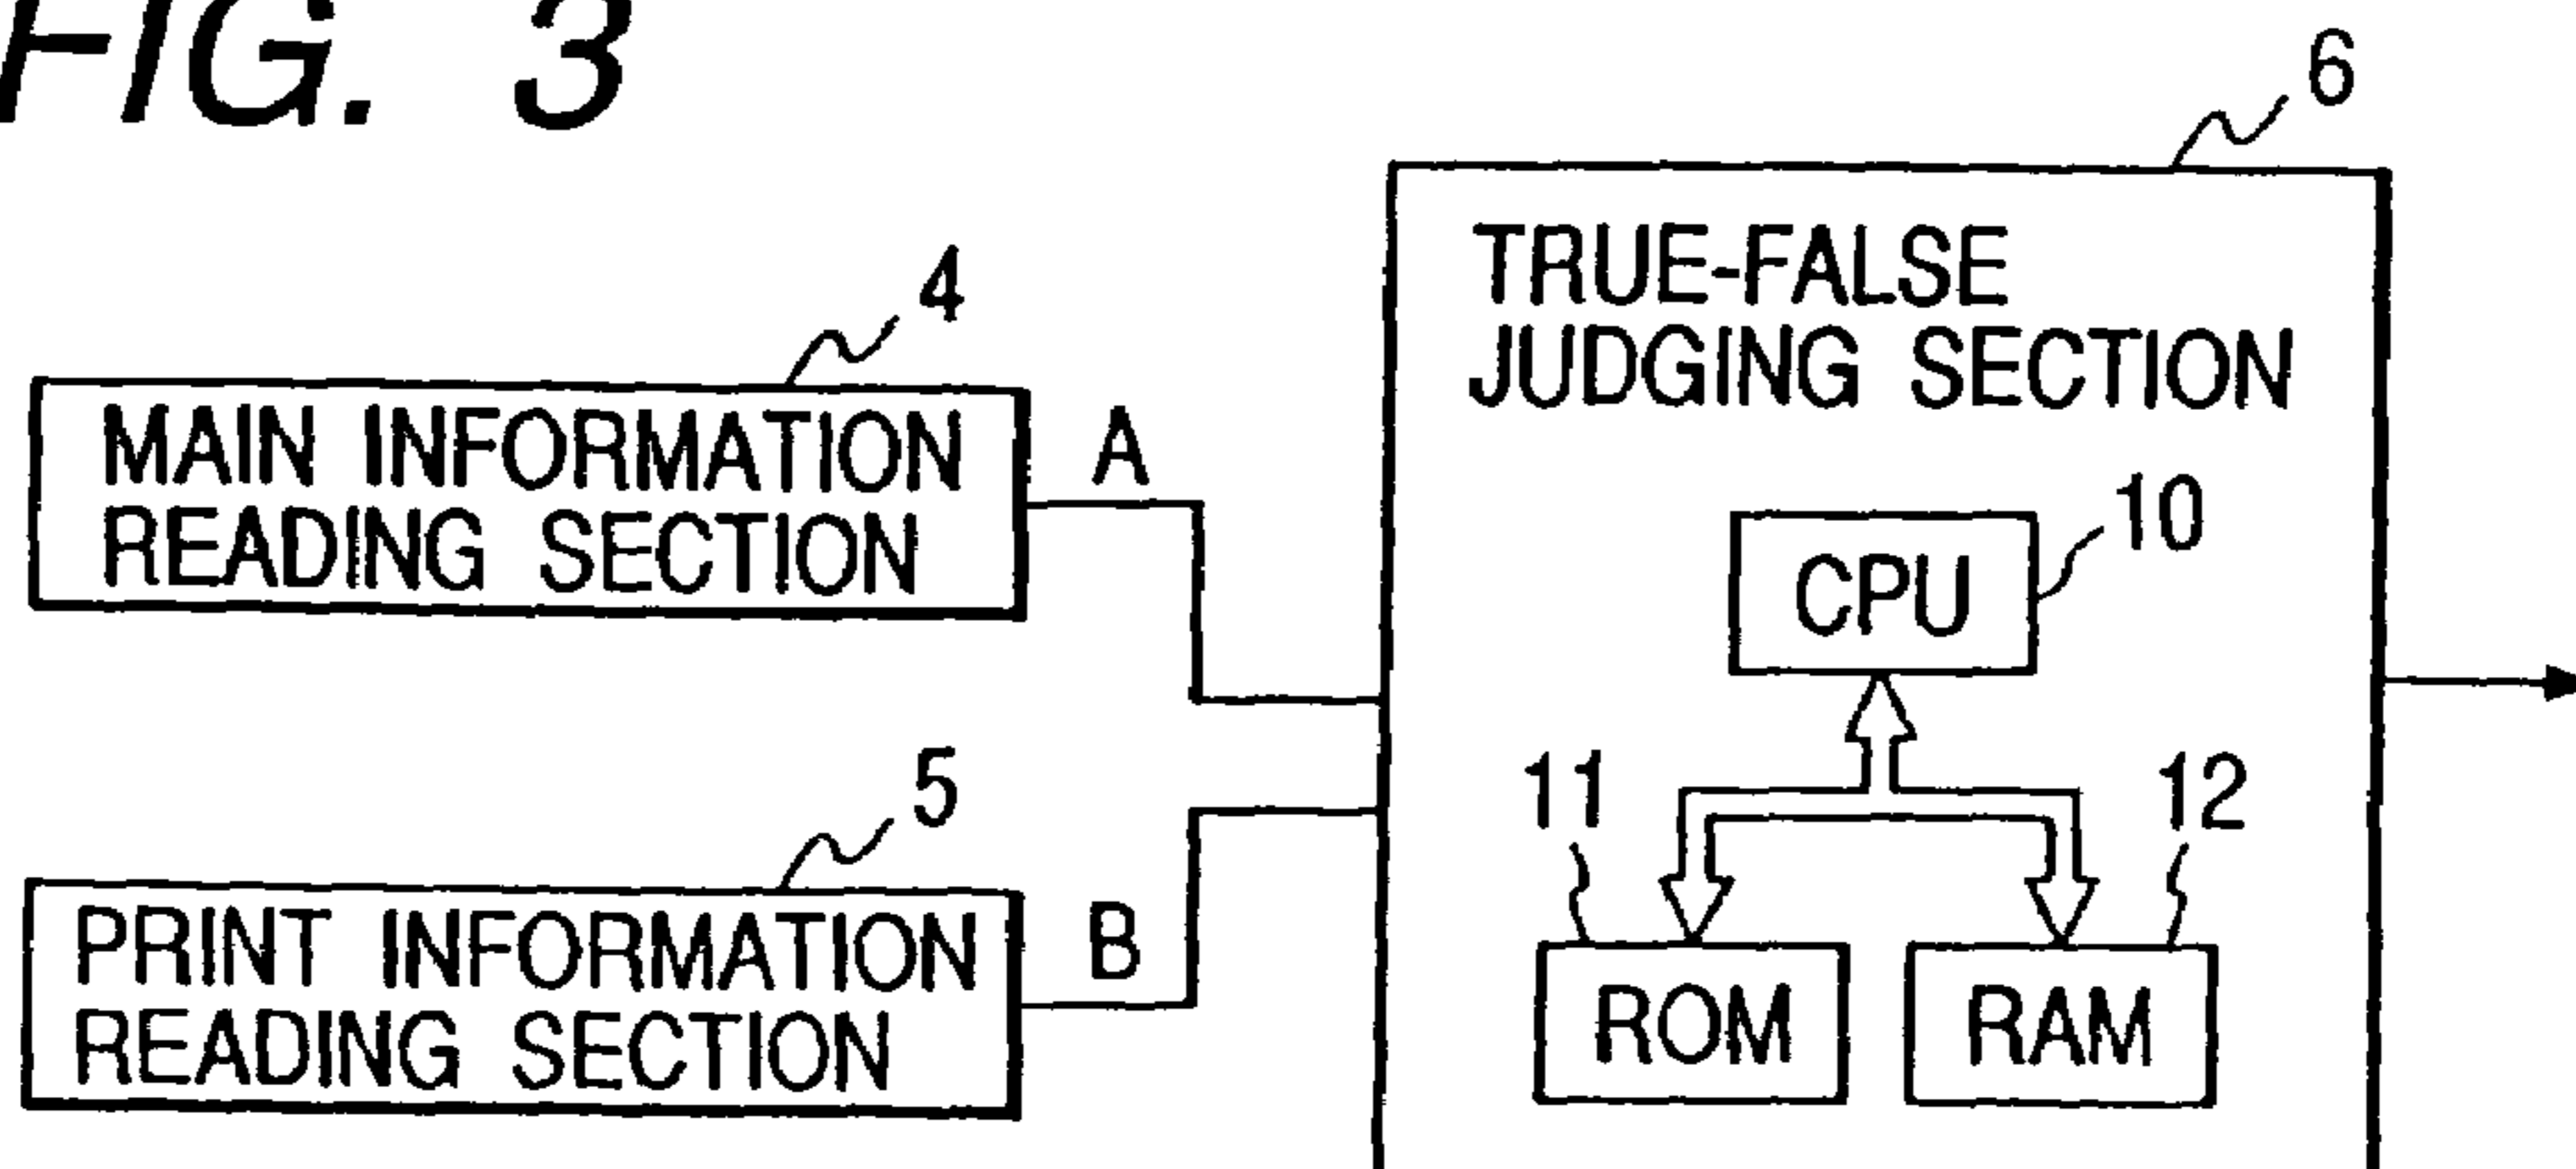 FIG. 3
6
TRUE-FALSE
JUDGING SECTION
4
MAIN INFORMATION
READING SECTION
A
10
CPU
5
PRINT INFORMATION
READING SECTION
B
11
12
ROM
RAM